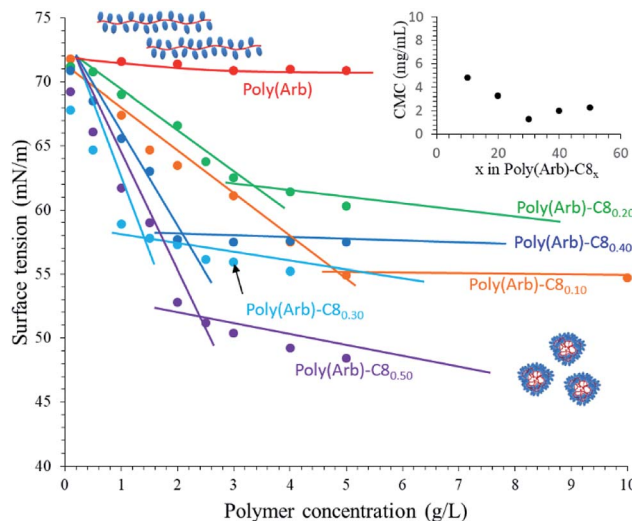 75
70
65
60
55
50
45
40
Surface tension (mN/m)
0
1
2
3
4
5
6
7
8
9
10
Polymer concentration (g/L)
Poly(Arb)
Poly(Arb)-C8₀.₂₀
Poly(Arb)-C8₀.₄₀
Poly(Arb)-C8₀.₁₀
Poly(Arb)-C8₀.₃₀
Poly(Arb)-C8₀.₅₀
CMC (mg/mL)
10
8
6
4
2
0
0
20
40
60
x in Poly(Arb)-C8ₓ